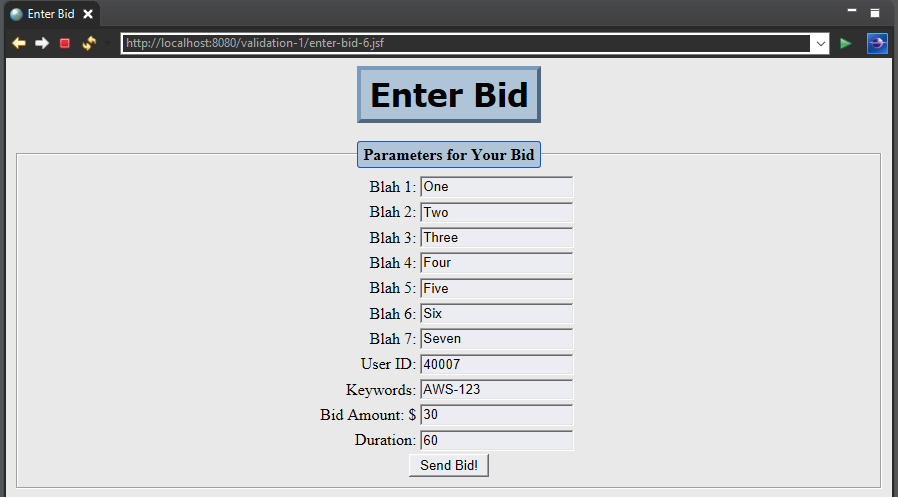 Enter Bid
http://localhost:8080/validation-1/enter-bid-6.jsf
Enter Bid
Parameters for Your Bid
Blah 1: One
Blah 2: Two
Blah 3: Three
Blah 4: Four
Blah 5: Five
Blah 6: Six
Blah 7: Seven
User ID: 40007
Keywords: AWS-123
Bid Amount: $ 30
Duration: 60
Send Bid!